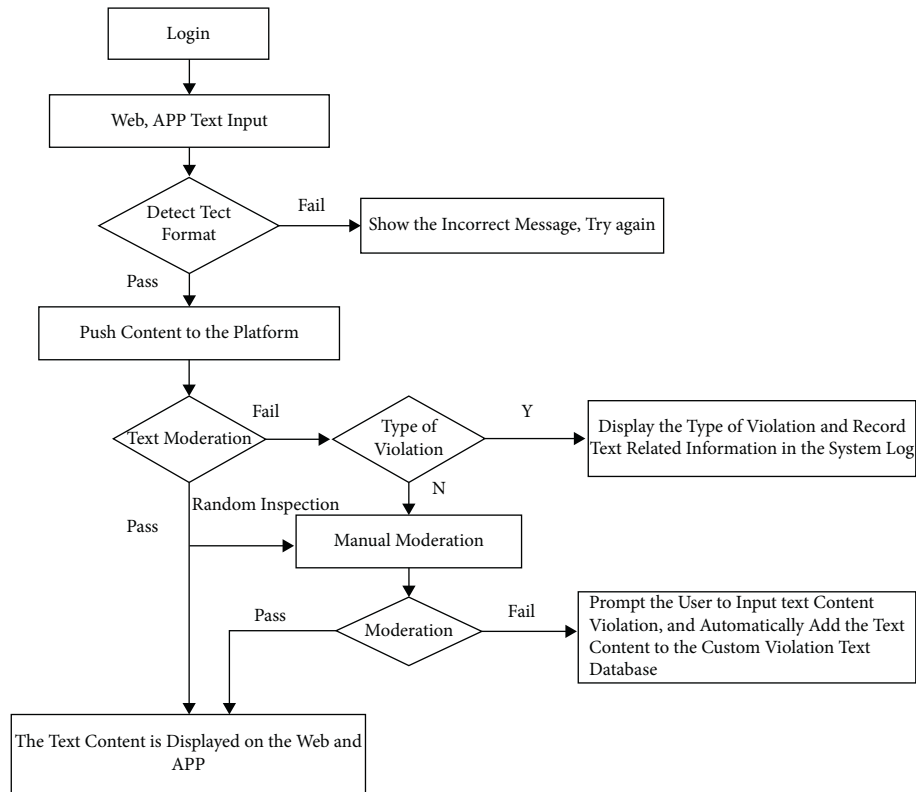 Login
Web, APP Text Input
Detect Tect
Format
Fail
Show the Incorrect Message, Try again
Pass
Push Content to the Platform
Text Moderation
Fail
Type of
Violation
Y
Display the Type of Violation and Record
Text Related Information in the System Log
N
Random Inspection
Pass
Manual Moderation
Moderation
Pass
Fail
Prompt the User to Input text Content
Violation, and Automatically Add the Text
Content to the Custom Violation Text
Database
The Text Content is Displayed on the Web and
APP